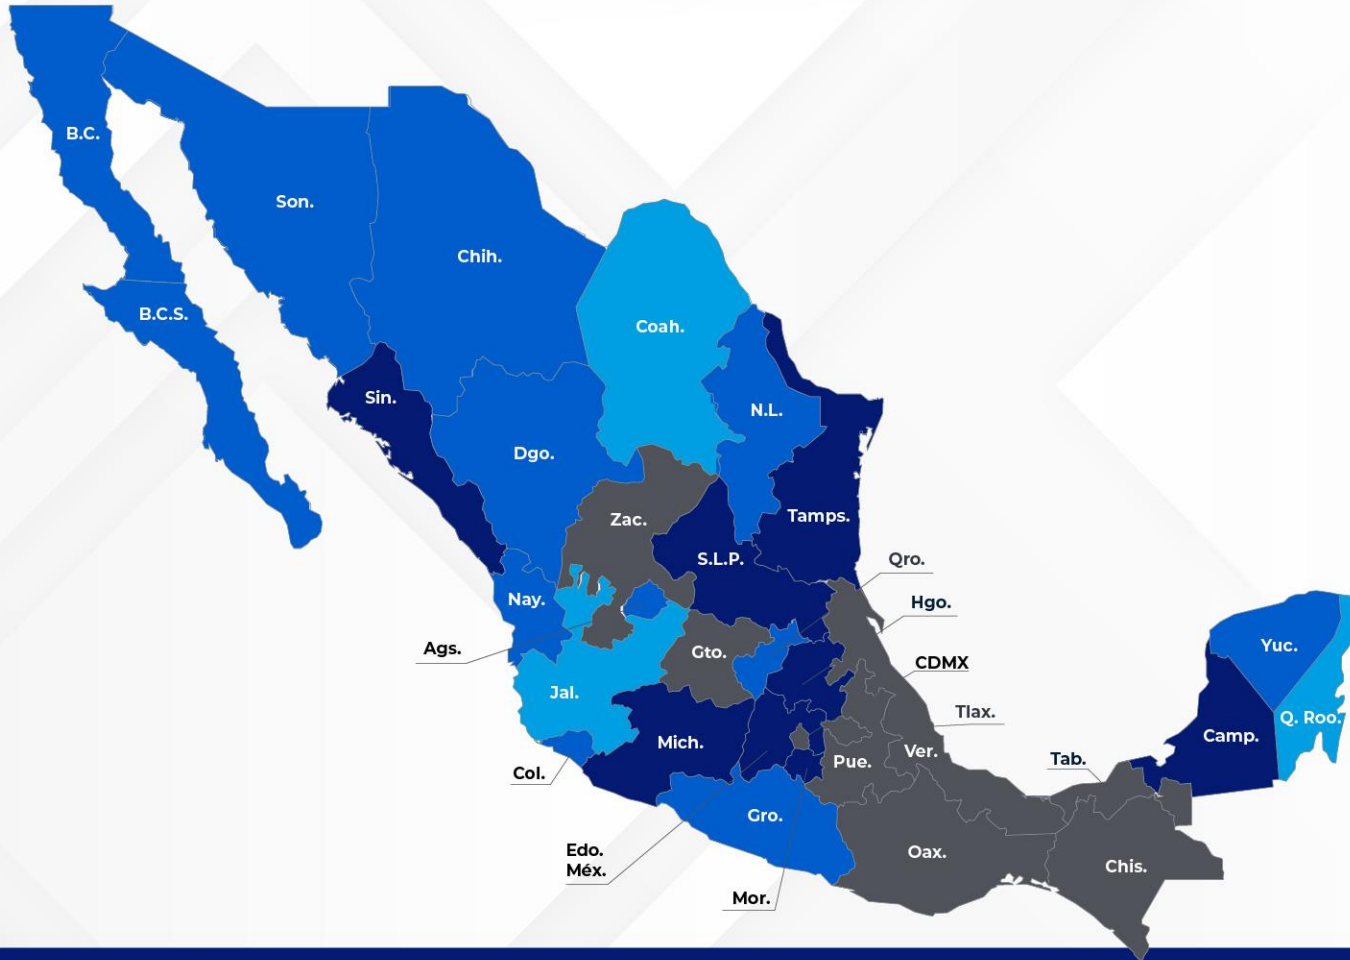 B.C.
Son.
Chih.
B.C.S.
Coah.
Sin.
N.L.
Dgo.
Zac.
Tamps.
S.L.P.
Qro.
Nay.
Hgo.
Ags.
Gto.
CDMX
Yuc.
Jal.
Tlax.
Q. Roo.
Mich.
Ver.
Camp.
Col.
Pue.
Tab.
Gro.
Edo.
Méx.
Oax.
Chis.
Mor.